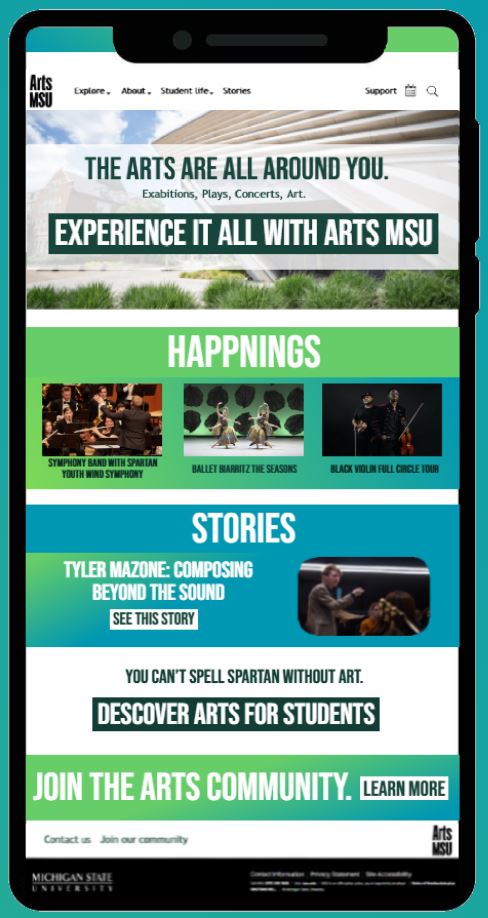 Arts
MSU
Explore About Student life Stories
Support
THE ARTS ARE ALL AROUND YOU.
Exabitions, Plays, Concerts, Art.
EXPERIENCE IT ALL WITH ARTS MSU
HAPPNINGS
SYMPHONY BAND WITH SPARTAN
YOUTH WIND SYMPHONY
BALLET BIARRITZ THE SEASONS
BLACK VIOLIN FULL CIRCLE TOUR
STORIES
TYLER MAZONE: COMPOSING
BEYOND THE SOUND
SEE THIS STORY
YOU CAN'T SPELL SPARTAN WITHOUT ART.
DESCOVER ARTS FOR STUDENTS
JOIN THE ARTS COMMUNITY. LEARN MORE
Contact us Join our community
Arts
MSU
MICHIGAN STATE
UNIVERSITY
Contact Information Privacy Statement Site Accessibility